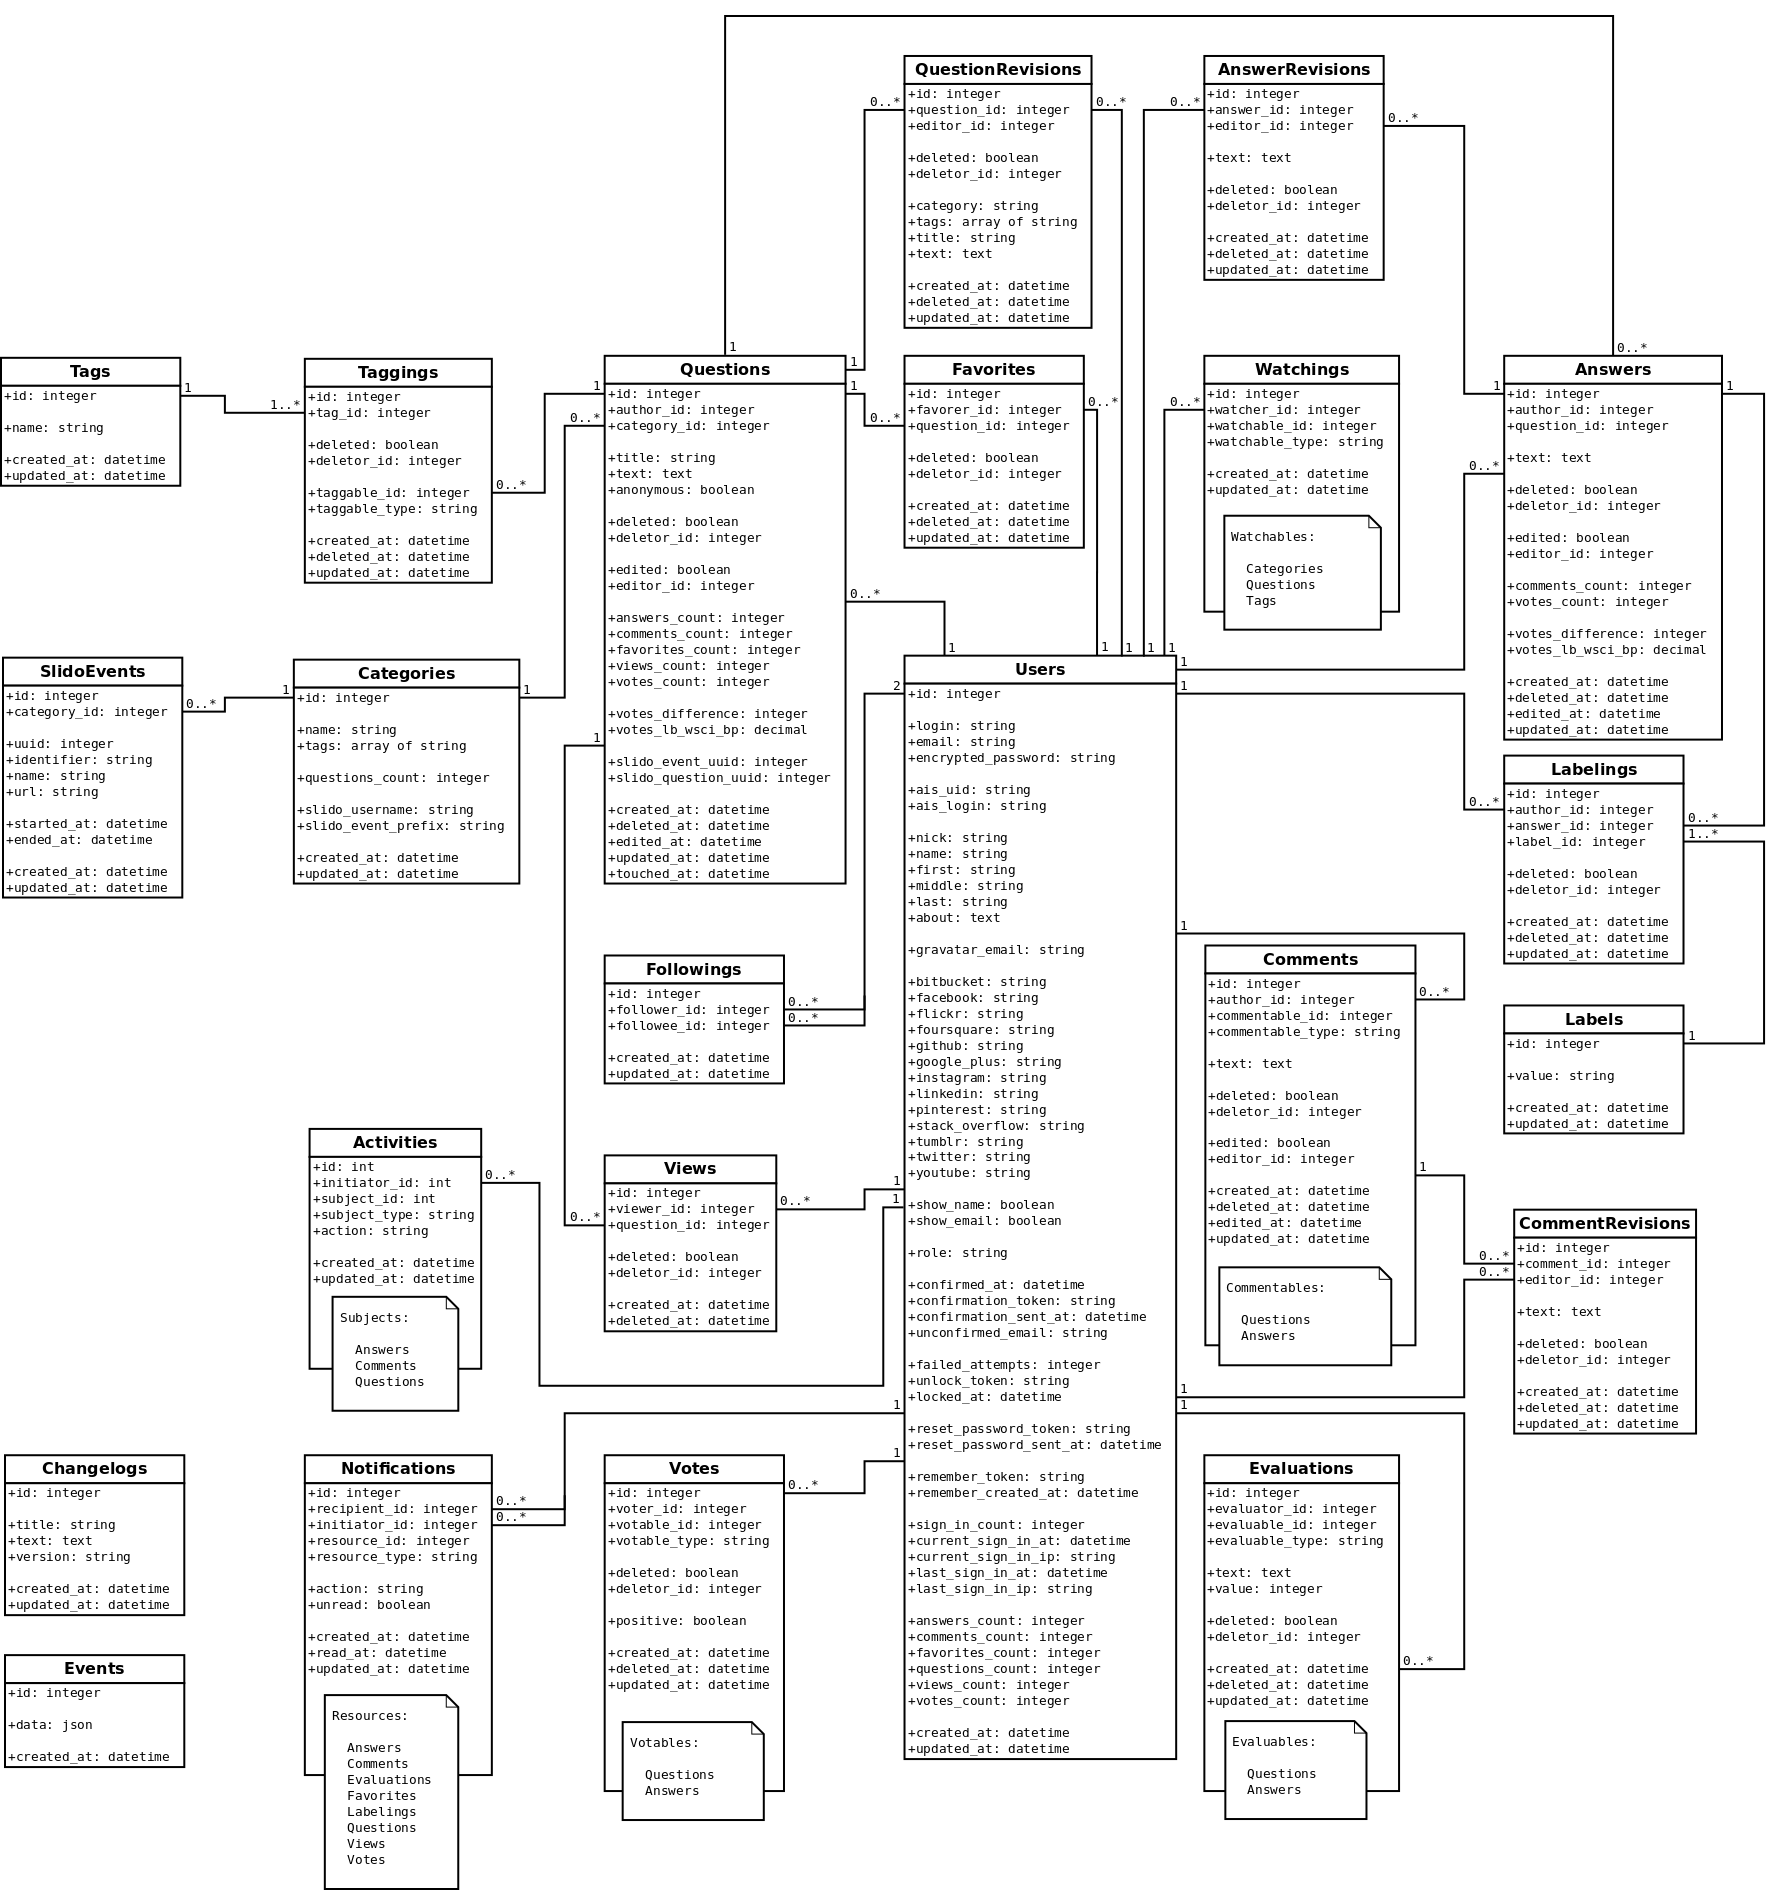 QuestionRevisions
+id: integer
+question_id: integer
+editor_id: integer
+deleted: boolean
+deletor_id: integer
+category: string
+tags: array of string
+title: string
+text: text
+created_at: datetime
+deleted_at: datetime
+updated_at: datetime
0..*
0..*
AnswerRevisions
+id: integer
+answer_id: integer
+editor_id: integer
+text: text
+deleted: boolean
+deletor_id: integer
+created_at: datetime
+deleted_at: datetime
+updated_at: datetime
0..*
0..*
Tags
+id: integer
+name: string
+created_at: datetime
+updated_at: datetime
1
1..*
Taggings
+id: integer
+tag_id: integer
+deleted: boolean
+deletor_id: integer
+taggable_id: integer
+taggable_type: string
+created_at: datetime
+deleted_at: datetime
+updated_at: datetime
0..*
1
0..*
1
1
1
1
Questions
+id: integer
+author_id: integer
+category_id: integer
+title: string
+text: text
+anonymous: boolean
+deleted: boolean
+deletor_id: integer
+edited: boolean
+editor_id: integer
+answers_count: integer
+comments_count: integer
+favorites_count: integer
+views_count: integer
+votes_count: integer
+votes_difference: integer
+votes_lb_wsci_bp: decimal
+slido_event_uuid: integer
+slido_question_uuid: integer
+created_at: datetime
+deleted_at: datetime
+edited_at: datetime
+updated_at: datetime
+touched_at: datetime
0..*
0..*
Favorites
+id: integer
+favorer_id: integer
+question_id: integer
+deleted: boolean
+deletor_id: integer
+created_at: datetime
+deleted_at: datetime
+updated_at: datetime
0..*
0..*
Watchings
+id: integer
+watcher_id: integer
+watchable_id: integer
+watchable_type: string
+created_at: datetime
+updated_at: datetime
Watchables:
Categories
Questions
Tags
0..*
1
1
0..*
Answers
+id: integer
+author_id: integer
+question_id: integer
+text: text
+deleted: boolean
+deletor_id: integer
+edited: boolean
+editor_id: integer
+comments_count: integer
+votes_count: integer
+votes_difference: integer
+votes_lb_wsci_bp: decimal
+created_at: datetime
+deleted_at: datetime
+edited_at: datetime
+updated_at: datetime
SlidoEvents
+id: integer
+category_id: integer
+uuid: integer
+identifier: string
+name: string
+url: string
+started_at: datetime
+ended_at: datetime
+created_at: datetime
+updated_at: datetime
0..*
1
Categories
+id: integer
+name: string
+tags: array of string
+questions_count: integer
+slido_username: string
+slido_event_prefix: string
+created_at: datetime
+updated_at: datetime
1
1
1
1
1
1
1
1
2
Users
+id: integer
+login: string
+email: string
+encrypted_password: string
+ais_uid: string
+ais_login: string
+nick: string
+name: string
+first: string
+middle: string
+last: string
+about: text
+gravatar_email: string
+bitbucket: string
+facebook: string
+flickr: string
+foursquare: string
+github: string
+google_plus: string
+instagram: string
+linkedin: string
+pinterest: string
+stack_overflow: string
+tumblr: string
+twitter: string
+youtube: string
+show_name: boolean
+show_email: boolean
+role: string
+confirmed_at: datetime
+confirmation_token: string
+confirmation_sent_at: datetime
+unconfirmed_email: string
+failed_attempts: integer
+unlock_token: string
+locked_at: datetime
+reset_password_token: string
+reset_password_sent_at: datetime
+remember_token: string
+remember_created_at: datetime
+sign_in_count: integer
+current_sign_in_at: datetime
+current_sign_in_ip: string
+last_sign_in_at: datetime
+last_sign_in_ip: string
+answers_count: integer
+comments_count: integer
+favorites_count: integer
+questions_count: integer
+views_count: integer
+votes_count: integer
+created_at: datetime
+updated_at: datetime
1
1
1
1
1
1
1
0..*
Labelings
+id: integer
+author_id: integer
+answer_id: integer
+label_id: integer
+deleted: boolean
+deletor_id: integer
+created_at: datetime
+deleted_at: datetime
+updated_at: datetime
0..*
1..*
Labels
+id: integer
+value: string
+created_at: datetime
+updated_at: datetime
1
Followings
+id: integer
+follower_id: integer
+followee_id: integer
+created_at: datetime
+updated_at: datetime
0..*
0..*
Comments
+id: integer
+author_id: integer
+commentable_id: integer
+commentable_type: string
+text: text
+deleted: boolean
+deletor_id: integer
+edited: boolean
+editor_id: integer
+created_at: datetime
+deleted_at: datetime
+edited_at: datetime
+updated_at: datetime
Commentables:
Questions
Answers
0..*
1
Activities
+id: int
+initiator_id: int
+subject_id: int
+subject_type: string
+action: string
+created_at: datetime
+updated_at: datetime
Subjects:
Answers
Comments
Questions
0..*
Views
+id: integer
+viewer_id: integer
+question_id: integer
+deleted: boolean
+deletor_id: integer
+created_at: datetime
+deleted_at: datetime
0..*
0..*
CommentRevisions
+id: integer
+comment_id: integer
+editor_id: integer
+text: text
+deleted: boolean
+deletor_id: integer
+created_at: datetime
+deleted_at: datetime
+updated_at: datetime
0..*
0..*
Changelogs
+id: integer
+title: string
+text: text
+version: string
+created_at: datetime
+updated_at: datetime
Events
+id: integer
+data: json
+created_at: datetime
Notifications
+id: integer
+recipient_id: integer
+initiator_id: integer
+resource_id: integer
+resource_type: string
+action: string
+unread: boolean
+created_at: datetime
+read_at: datetime
+updated_at: datetime
Resources:
Answers
Comments
Evaluations
Favorites
Labelings
Questions
Views
Votes
0..*
0..*
Votes
+id: integer
+voter_id: integer
+votable_id: integer
+votable_type: string
+deleted: boolean
+deletor_id: integer
+positive: boolean
+created_at: datetime
+deleted_at: datetime
+updated_at: datetime
Votables:
Questions
Answers
0..*
1
Evaluations
+id: integer
+evaluator_id: integer
+evaluable_id: integer
+evaluable_type: string
+text: text
+value: integer
+deleted: boolean
+deletor_id: integer
+created_at: datetime
+deleted_at: datetime
+updated_at: datetime
Evaluables:
Questions
Answers
0..*